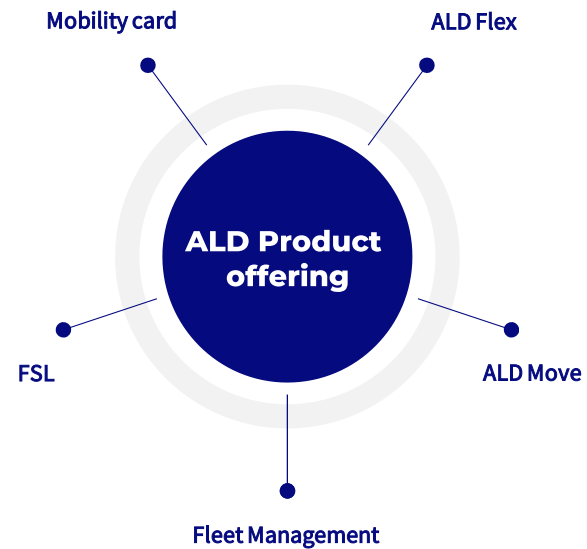 Mobility card
ALD Flex
ALD Product
offering
FSL
ALD Move
Fleet Management